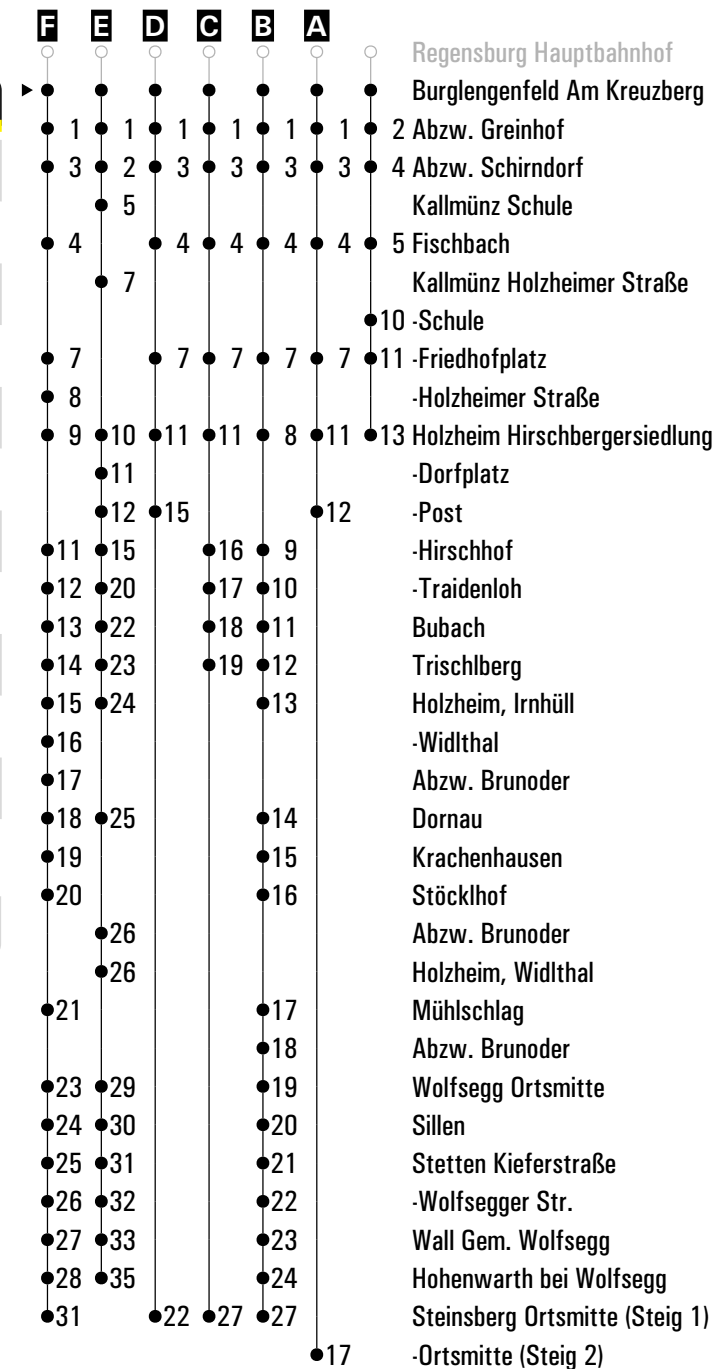 F E D C B A
Regensburg Hauptbahnhof
Burglengenfeld Am Kreuzberg
1 1 1 1 1 1 2 Abzw. Greinhof
3 2 3 3 3 3 4 Abzw. Schirndorf
5 Kallmünz Schule
4 4 4 4 4 5 Fischbach
7 Kallmünz Holzheimer Straße
10 -Schule
7 7 7 7 7 11 -Friedhofplatz
8 -Holzheimer Straße
9 10 11 11 8 11 13 Holzheim Hirschbergersiedlung
11 -Dorfplatz
12 15 12 -Post
11 15 16 9 -Hirschhof
12 20 17 10 -Traidenloh
13 22 18 11 Bubach
14 23 19 12 Trischlberg
15 24 13 Holzheim, Irnhüll
16 -Widlthal
17 Abzw. Brunoder
18 25 14 Dornau
19 15 Krachenhausen
20 16 Stöcklhof
26 Abzw. Brunoder
26 Holzheim, Widlthal
21 17 Mühlschlag
18 Abzw. Brunoder
23 29 19 Wolfsegg Ortsmitte
24 30 20 Sillen
25 31 21 Stetten Kieferstraße
26 32 22 -Wolfsegger Str.
27 33 23 Wall Gem. Wolfsegg
28 35 24 Hohenwarth bei Wolfsegg
31 22 27 27 Steinsberg Ortsmitte (Steig 1)
17 -Ortsmitte (Steig 2)